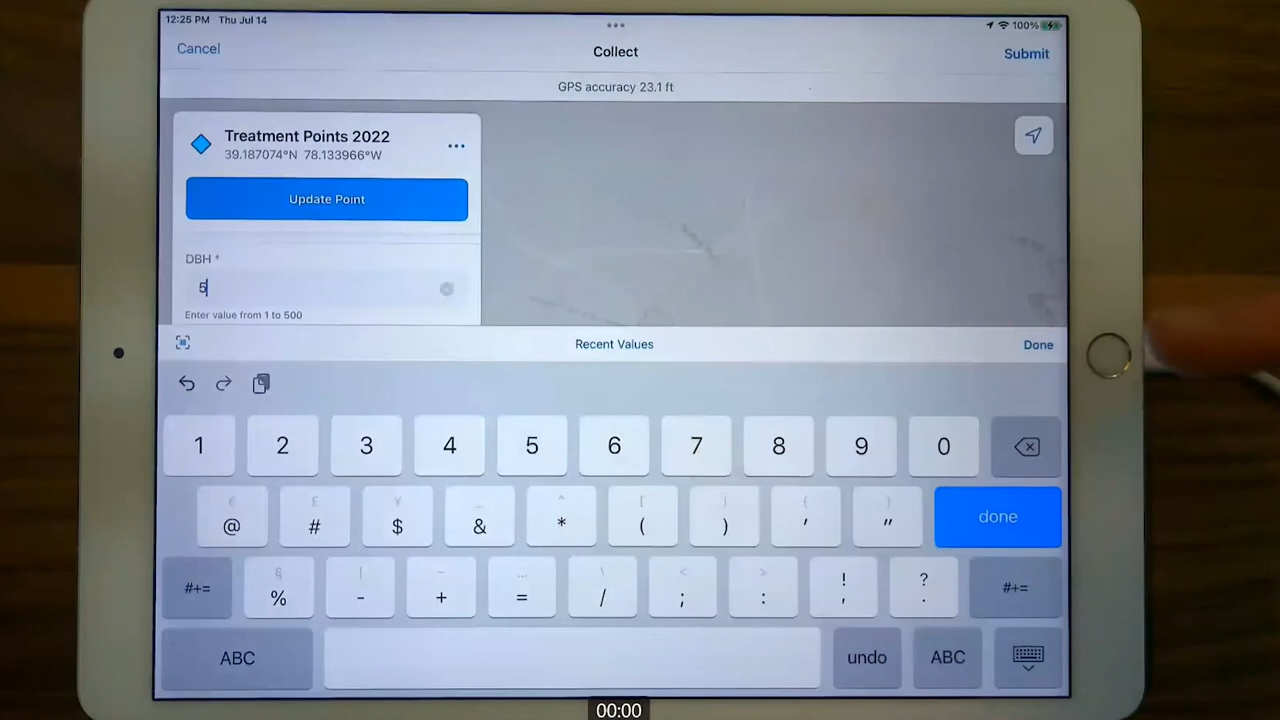 12:25 PM Thu Jul 14
100%
Cancel
Collect
Submit
GPS accuracy 23.1 ft
Treatment Points 2022
39.187074°N 78.133966°W
Update Point
DBH *
5
Enter value from 1 to 500
Recent Values
Done
1 2 3 4 5 6 7 8 9 0
€ £ ¥ _ ^ [ ] { }
@ # $ & * ( ) ' "
done
§ | ~ … \ < > ! ?
#+= % - + = / ; : , . #+=
ABC
undo
ABC
00:00